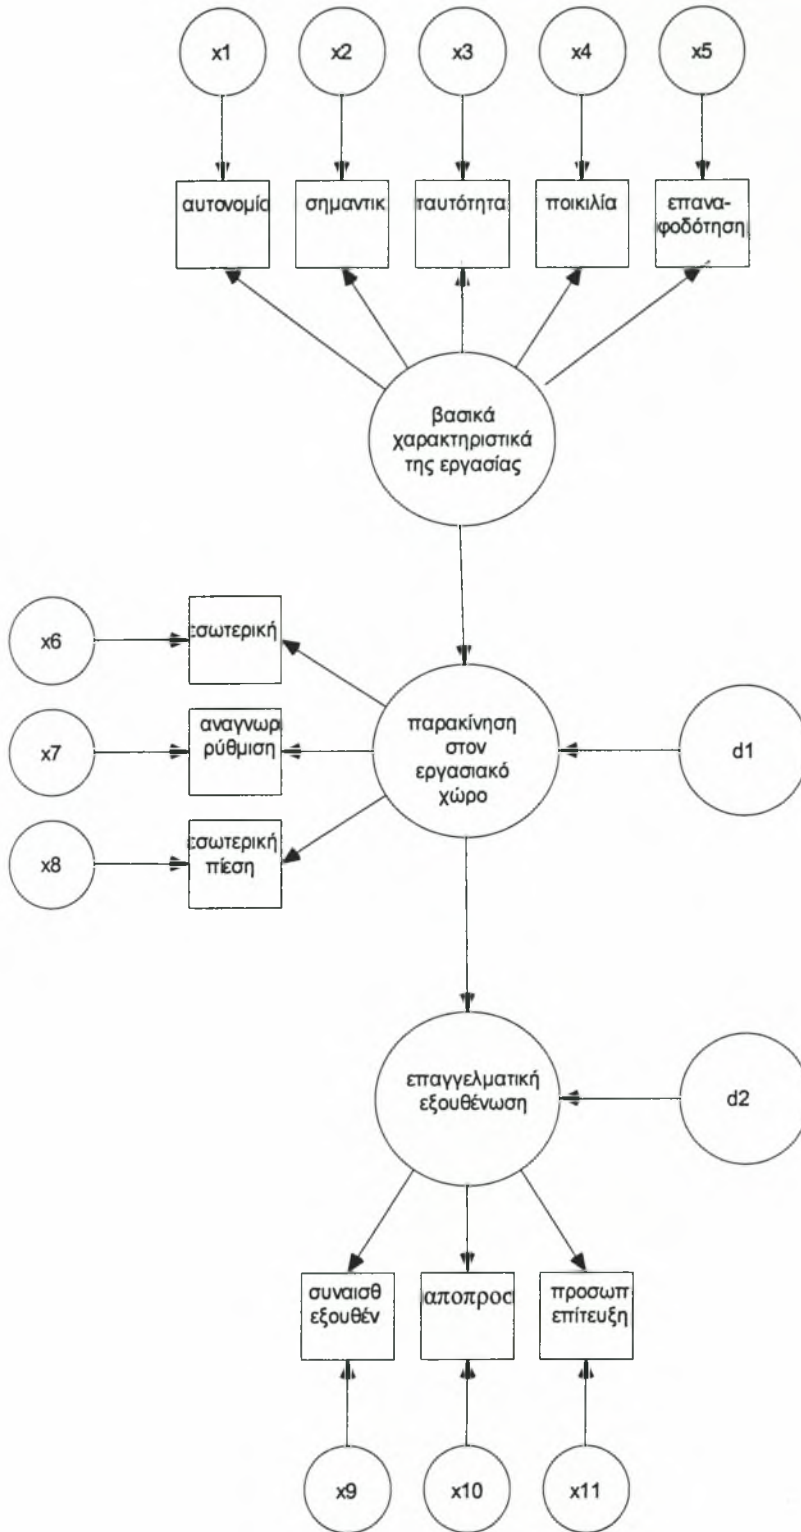 x1
x2
x3
x4
x5
αυτονομία
σημαντικ
ταυτότητα
ποικιλία
επανα-
φοδότηση
βασικά
χαρακτηριστικά
της εργασίας
x6
εσωτερική
x7
αναγνωρι
ρύθμιση
x8
εσωτερική
πίεση
παρακίνηση
στον
εργασιακό
χώρο
d1
επαγγελματική
εξουθένωση
d2
συναισθ
εξουθέν
αποπροσ
προσωπ
επίτευξη
x9
x10
x11